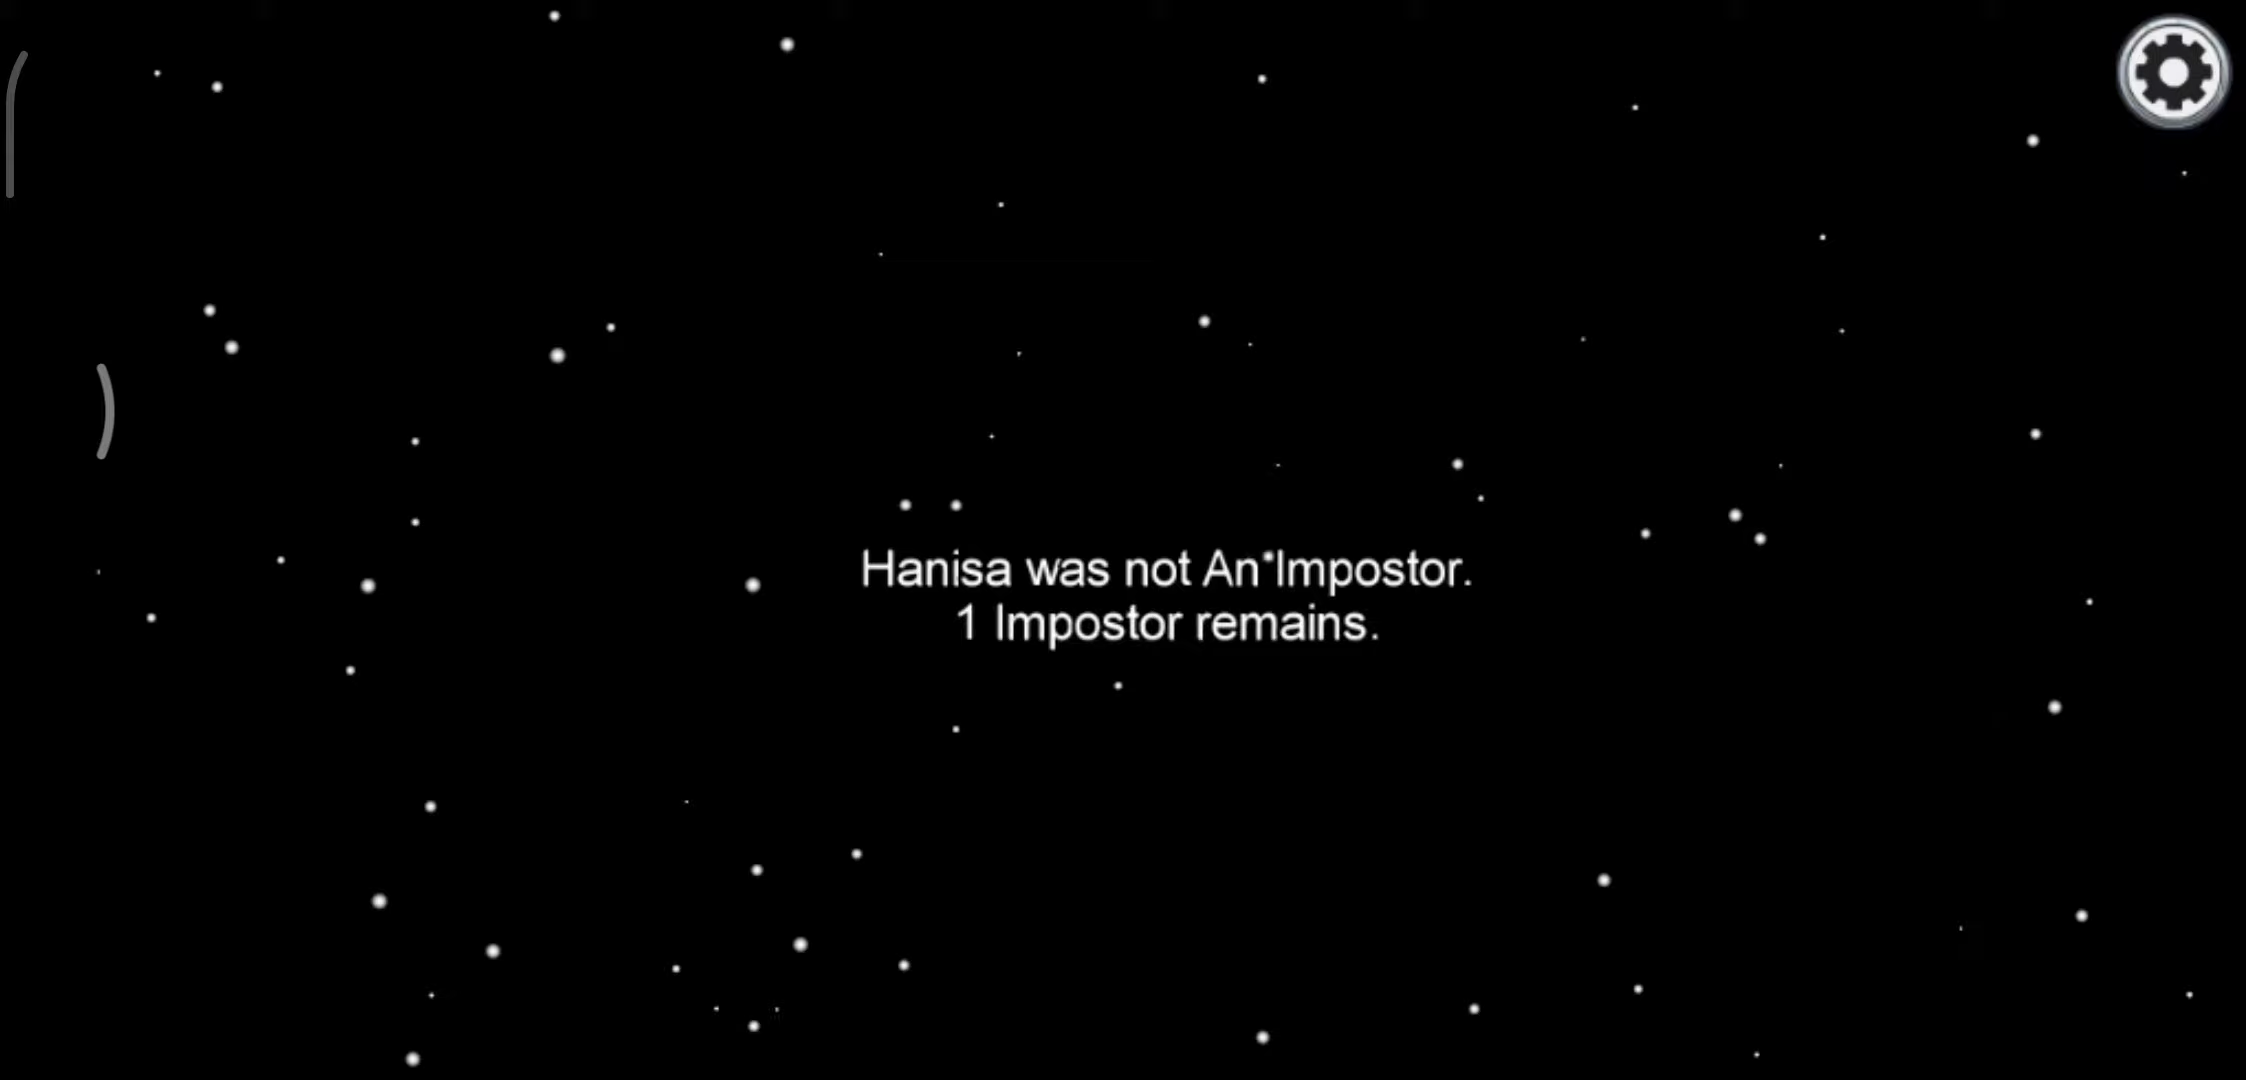 Hanisa was not An Impostor.
1 Impostor remains.